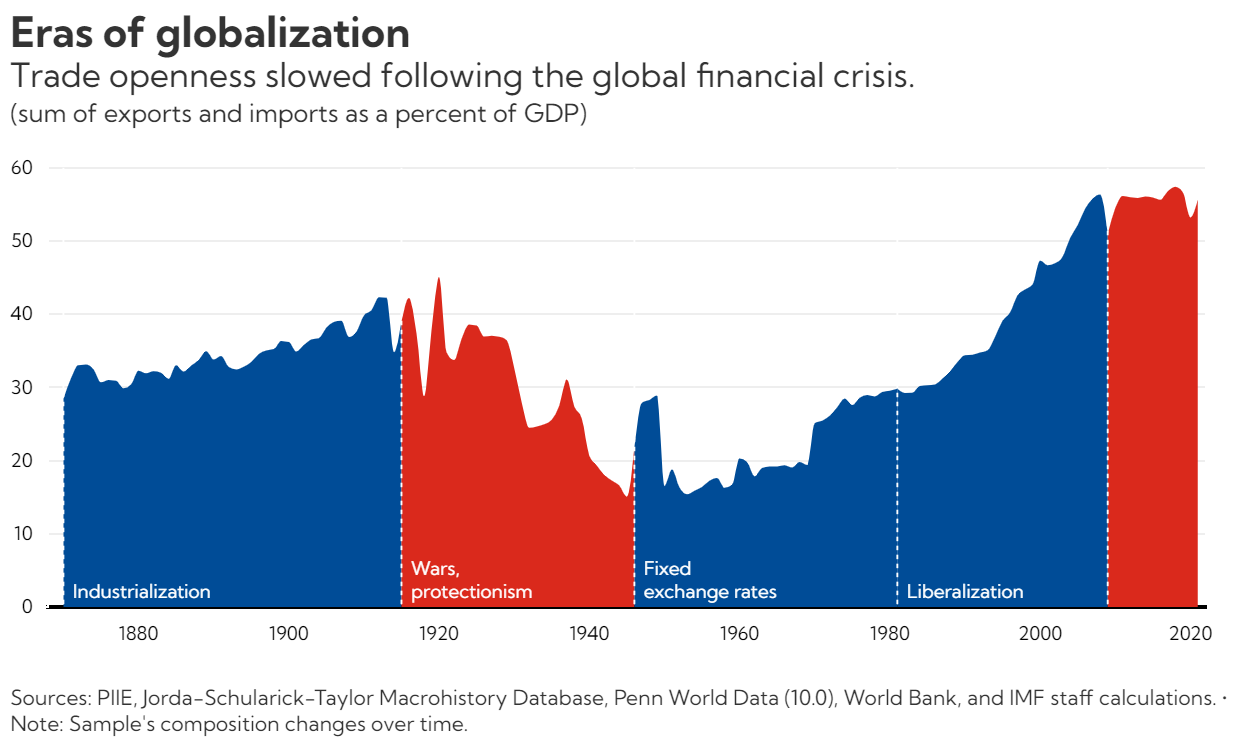 Eras of globalization
Trade openness slowed following the global financial crisis.
(sum of exports and imports as a percent of GDP)
60
50
40
30
20
10
0
Industrialization
Wars,
protectionism
Fixed
exchange rates
Liberalization
1880
1900
1920
1940
1960
1980
2000
2020
Sources: PIIE, Jorda-Schularick-Taylor Macrohistory Database, Penn World Data (10.0), World Bank, and IMF staff calculations. •
Note: Sample's composition changes over time.